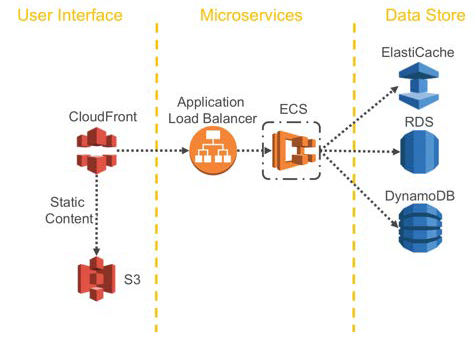 User Interface
Microservices
Data Store
ElastiCache
CloudFront
Application
Load Balancer
ECS
RDS
Static
Content
DynamoDB
S3